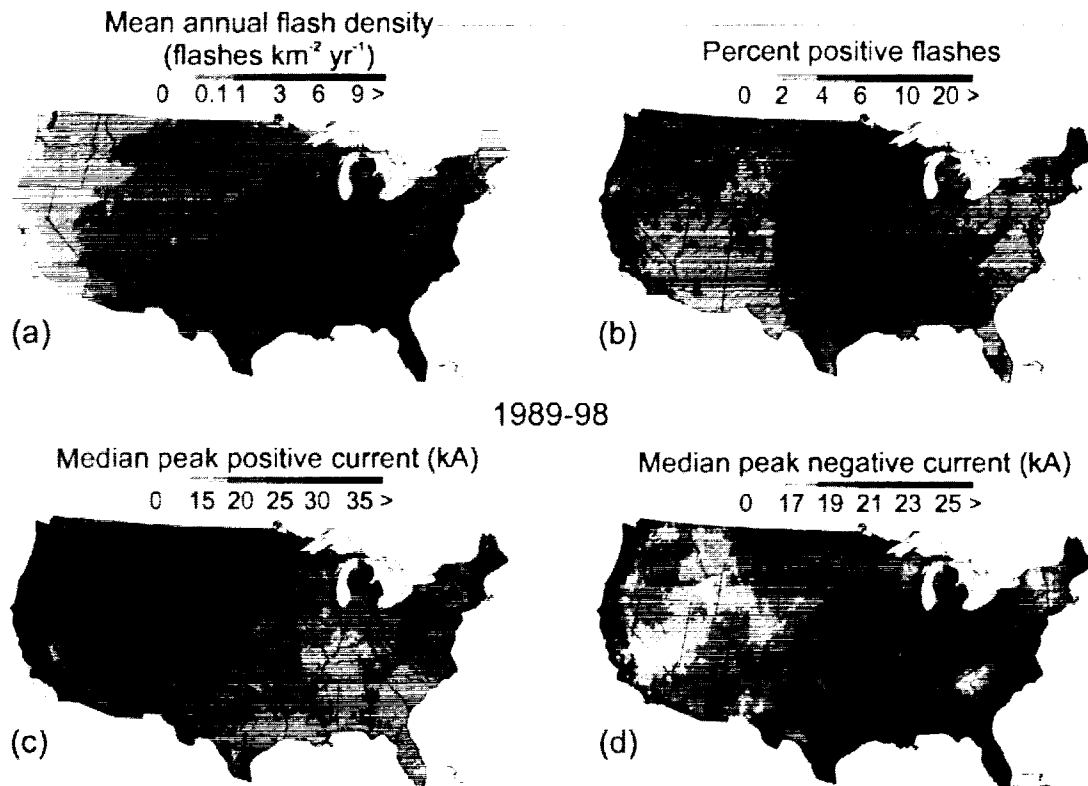 Mean annual flash density
(flashes km⁻² yr⁻¹)
0 0.1 1 3 6 9 >
(a)
Percent positive flashes
0 2 4 6 10 20 >
(b)
1989-98
Median peak positive current (kA)
0 15 20 25 30 35 >
(c)
Median peak negative current (kA)
0 17 19 21 23 25 >
(d)